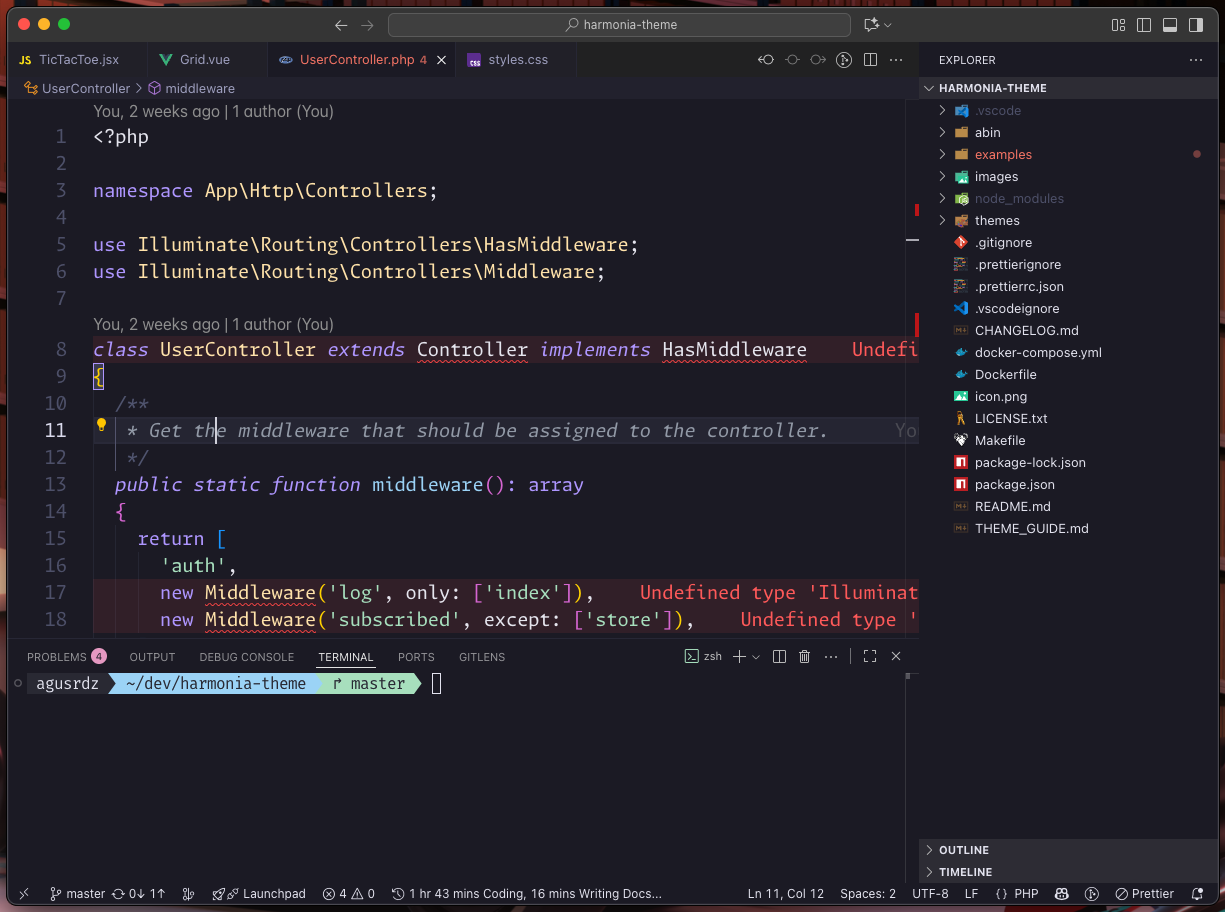 harmonia-theme
JS TicTacToe.jsx
Grid.vue
UserController.php 4
css styles.css
UserController > middleware
You, 2 weeks ago | 1 author (You)
1 <?php
2
3 namespace App\Http\Controllers;
4
5 use Illuminate\Routing\Controllers\HasMiddleware;
6 use Illuminate\Routing\Controllers\Middleware;
7
You, 2 weeks ago | 1 author (You)
8 class UserController extends Controller implements HasMiddleware Undefi
9 {
10 /**
11 * Get the middleware that should be assigned to the controller. Yo
12 */
13 public static function middleware(): array
14 {
15 return [
16 'auth',
17 new Middleware('log', only: ['index']), Undefined type 'Illuminat
18 new Middleware('subscribed', except: ['store']), Undefined type '
EXPLORER
HARMONIA-THEME
.vscode
abin
examples
images
node_modules
themes
.gitignore
.prettierignore
.prettierrc.json
.vscodeignore
CHANGELOG.md
docker-compose.yml
Dockerfile
icon.png
LICENSE.txt
Makefile
package-lock.json
package.json
README.md
THEME_GUIDE.md
OUTLINE
TIMELINE
PROBLEMS 4
OUTPUT
DEBUG CONSOLE
TERMINAL
PORTS
GITLENS
zsh
agusrdz ~/dev/harmonia-theme master
master 0↓ 1↑
Launchpad
4 0
1 hr 43 mins Coding, 16 mins Writing Docs...
Ln 11, Col 12
Spaces: 2
UTF-8
LF
{ } PHP
Prettier